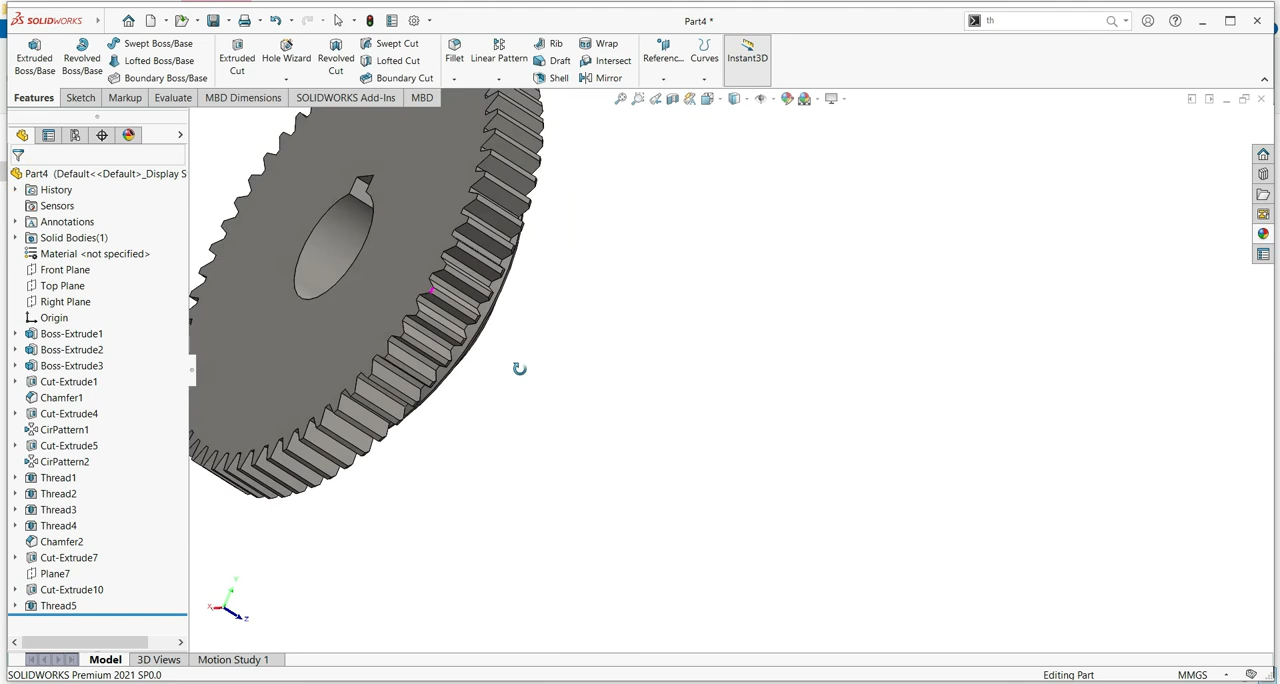 SOLIDWORKS
Part4 *
th
Extruded Boss/Base
Revolved Boss/Base
Swept Boss/Base
Lofted Boss/Base
Boundary Boss/Base
Extruded Cut
Hole Wizard
Revolved Cut
Swept Cut
Lofted Cut
Boundary Cut
Fillet
Linear Pattern
Rib
Draft
Shell
Wrap
Intersect
Mirror
Referenc...
Curves
Instant3D
Features
Sketch
Markup
Evaluate
MBD Dimensions
SOLIDWORKS Add-Ins
MBD
Part4 (Default<<Default>_Display S
History
Sensors
Annotations
Solid Bodies(1)
Material <not specified>
Front Plane
Top Plane
Right Plane
Origin
Boss-Extrude1
Boss-Extrude2
Boss-Extrude3
Cut-Extrude1
Chamfer1
Cut-Extrude4
CirPattern1
Cut-Extrude5
CirPattern2
Thread1
Thread2
Thread3
Thread4
Chamfer2
Cut-Extrude7
Plane7
Cut-Extrude10
Thread5
Y
X
Z
Model
3D Views
Motion Study 1
SOLIDWORKS Premium 2021 SP0.0
Editing Part
MMGS